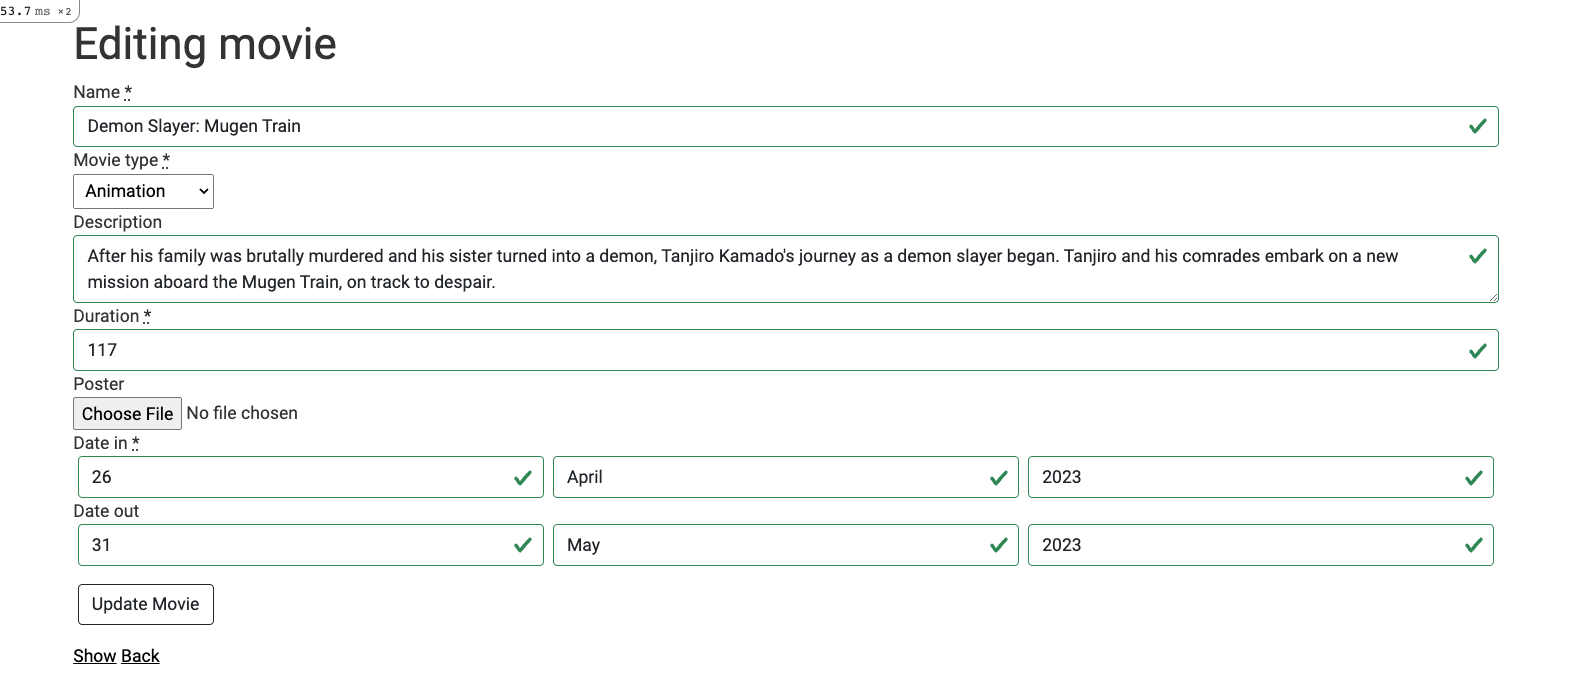 53.7 ms ×2
Editing movie
Name *
Demon Slayer: Mugen Train
Movie type *
Animation
Description
After his family was brutally murdered and his sister turned into a demon, Tanjiro Kamado's journey as a demon slayer began. Tanjiro and his comrades embark on a new
mission aboard the Mugen Train, on track to despair.
Duration *
117
Poster
Choose File No file chosen
Date in *
26 April 2023
Date out
31 May 2023
Update Movie
Show Back